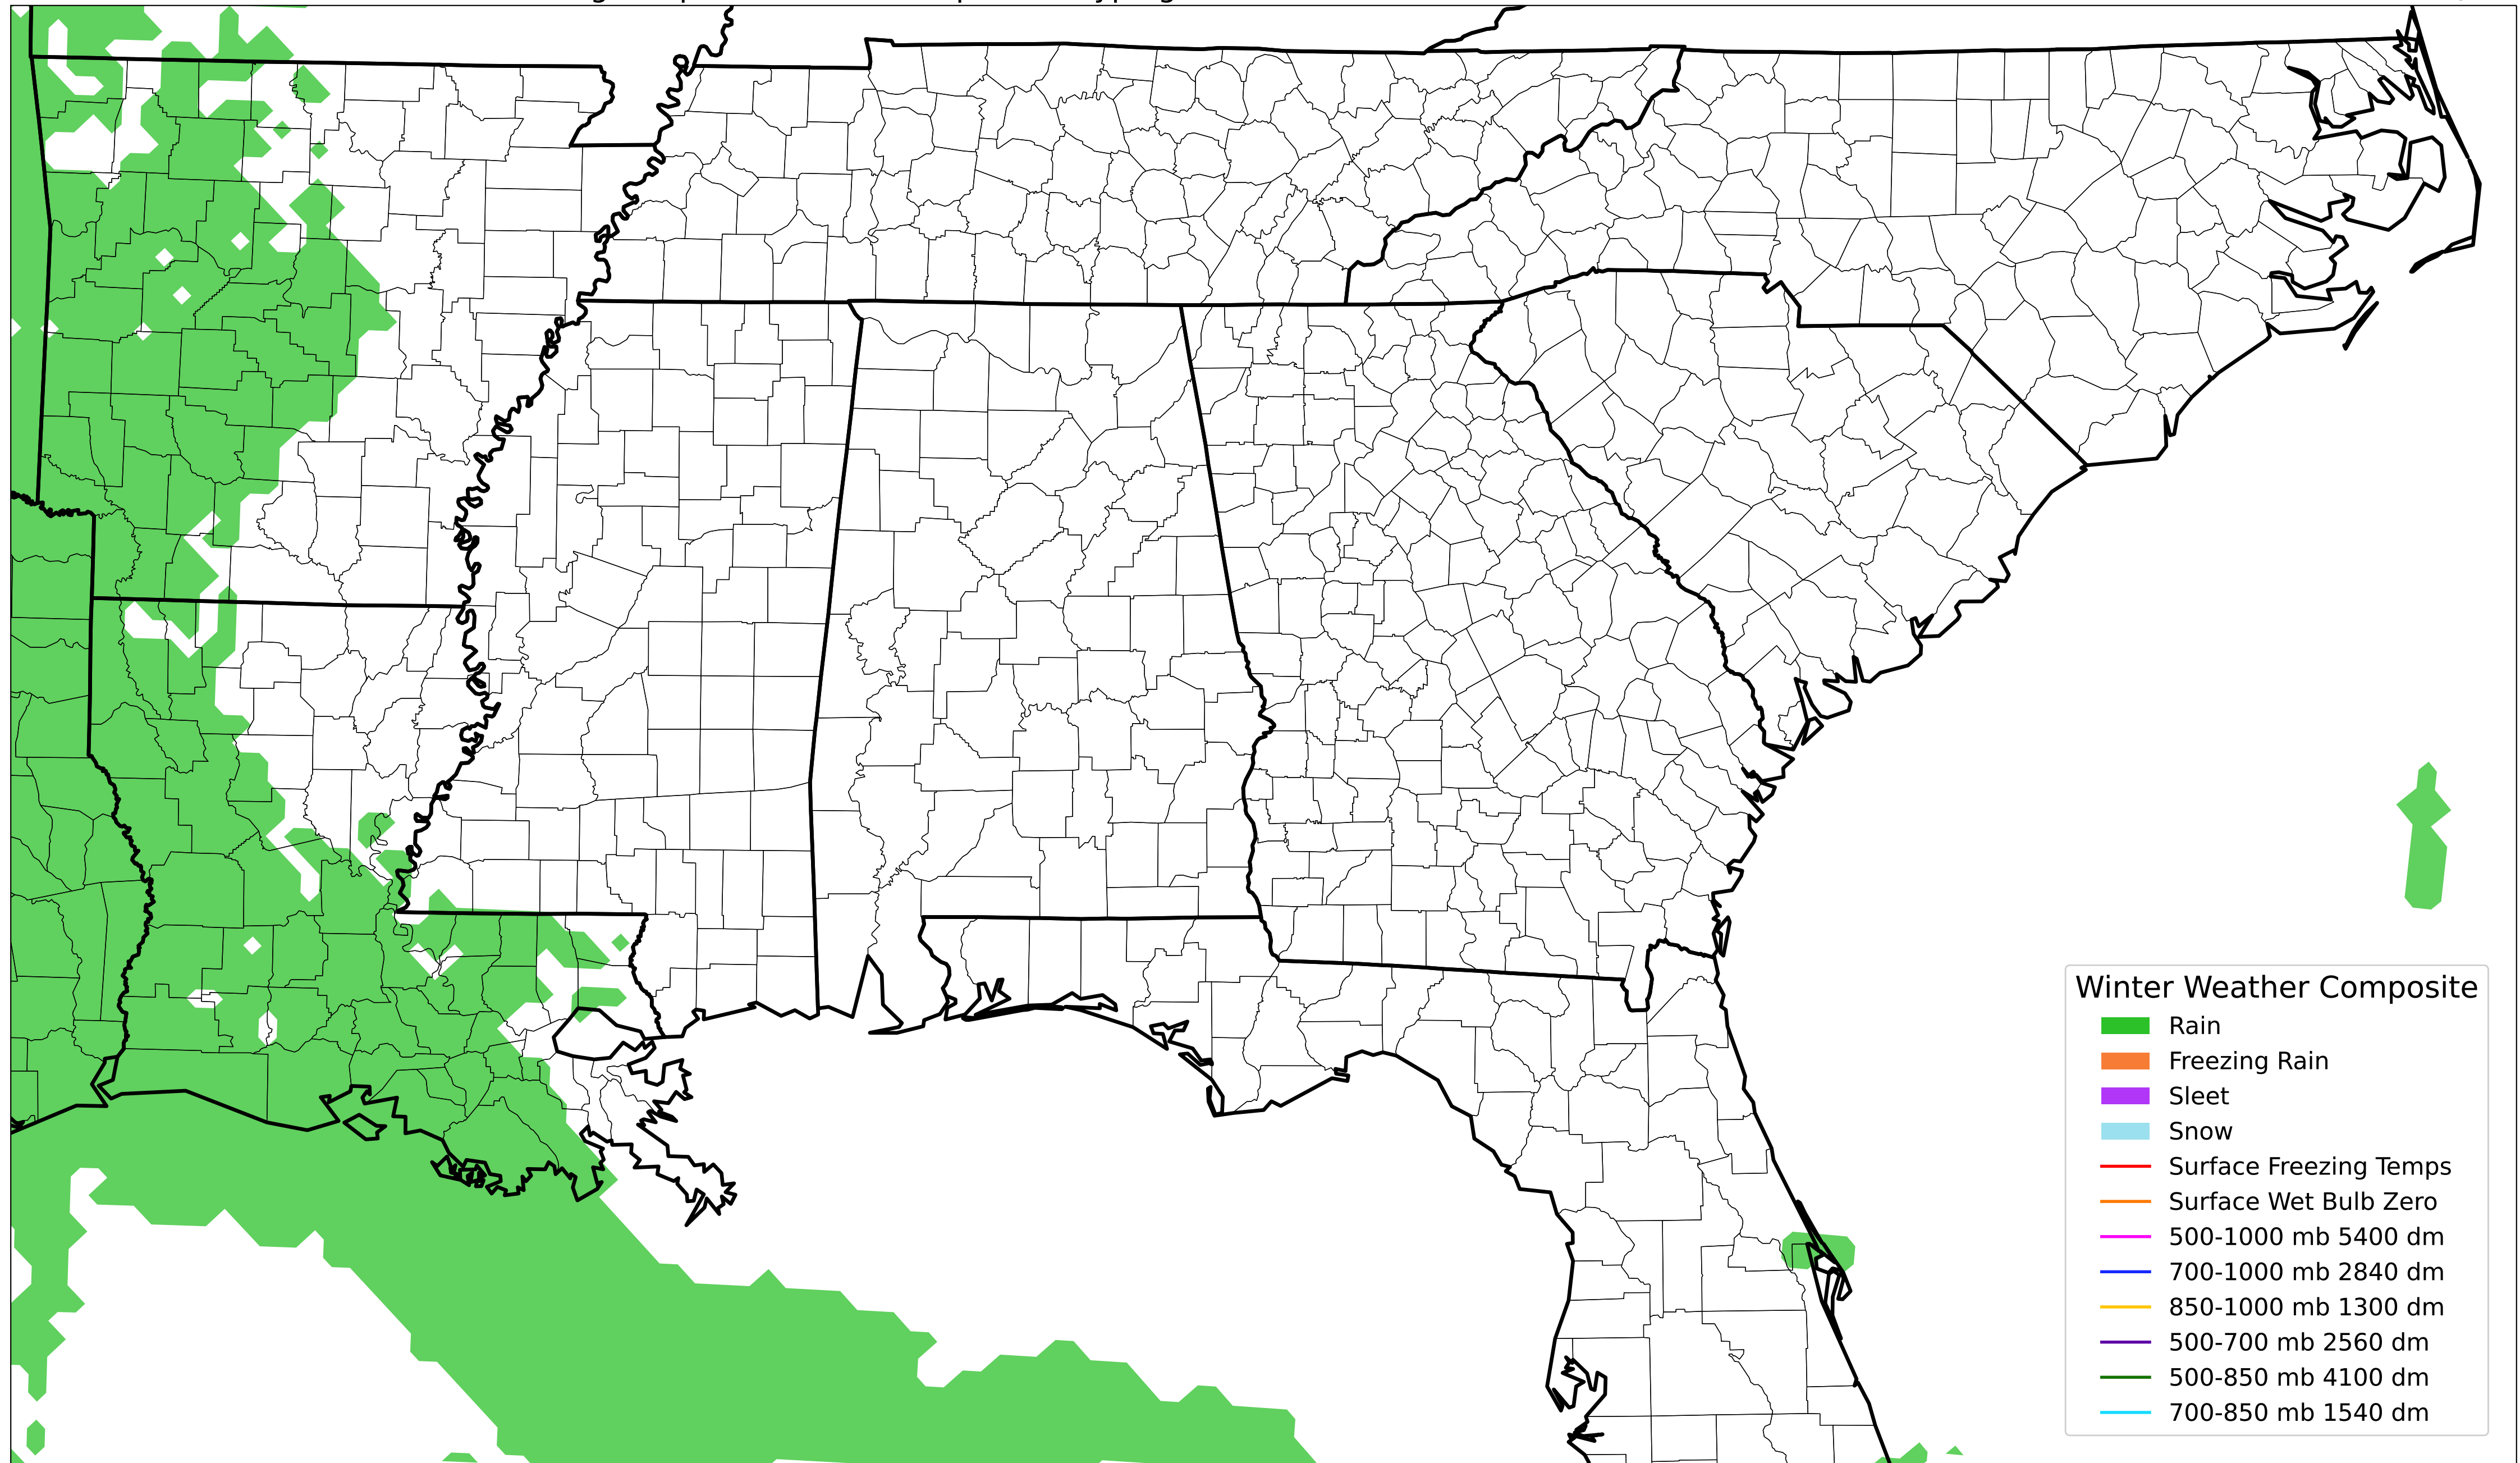 Winter Weather Composite
Rain
Freezing Rain
Sleet
Snow
Surface Freezing Temps
Surface Wet Bulb Zero
500-1000 mb 5400 dm
700-1000 mb 2840 dm
850-1000 mb 1300 dm
500-700 mb 2560 dm
500-850 mb 4100 dm
700-850 mb 1540 dm